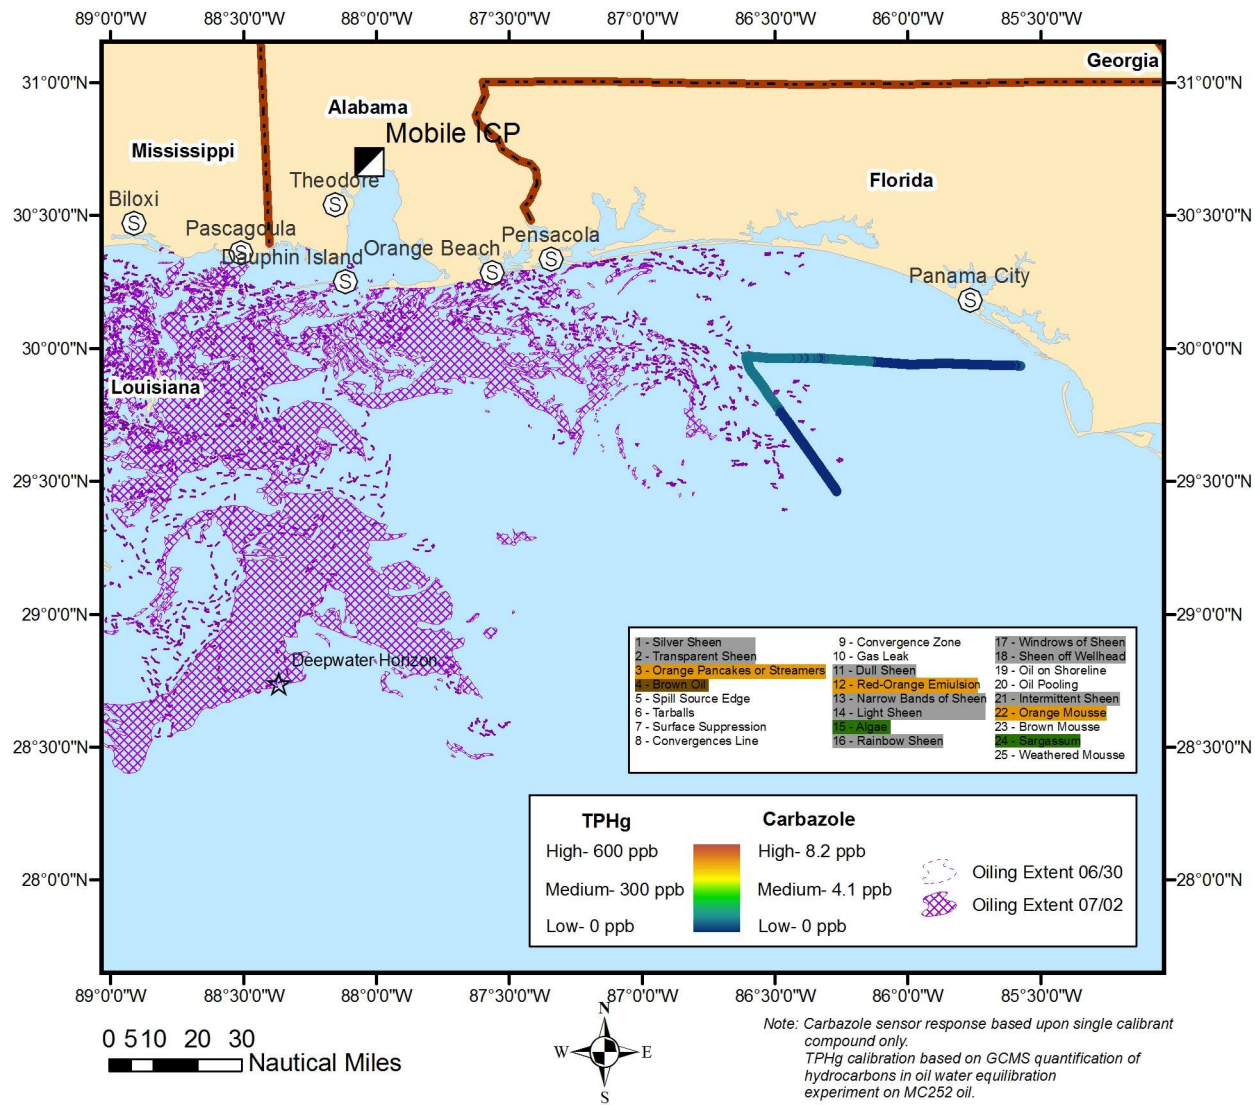 89°0'0"W 88°30'0"W 88°0'0"W 87°30'0"W 87°0'0"W 86°30'0"W 86°0'0"W 85°30'0"W
31°0'0"N
31°0'0"N
Georgia
Alabama
Mobile ICP
Mississippi
Florida
Theodore
Biloxi
30°30'0"N
30°30'0"N
Pascagoula
Pensacola
Orange Beach
Dauphin Island
Panama City
S
S
S
S
S
S
S
30°0'0"N
30°0'0"N
Louisiana
29°30'0"N
29°30'0"N
29°0'0"N
29°0'0"N
Deepwater Horizon
1 - Silver Sheen
2 - Transparent Sheen
3 - Orange Pancakes or Streamers
4 - Brown Oil
5 - Spill Source Edge
6 - Tarballs
7 - Surface Suppression
8 - Convergences Line
9 - Convergence Zone
10 - Gas Leak
11 - Dull Sheen
12 - Red-Orange Emiulsion
13 - Narrow Bands of Sheen
14 - Light Sheen
15 - Algae
16 - Rainbow Sheen
17 - Windrows of Sheen
18 - Sheen off Wellhead
19 - Oil on Shoreline
20 - Oil Pooling
21 - Intermittent Sheen
22 - Orange Mousse
23 - Brown Mousse
24 - Sargassum
25 - Weathered Mousse
28°30'0"N
28°30'0"N
TPHg
High- 600 ppb
Medium- 300 ppb
Low- 0 ppb
Carbazole
High- 8.2 ppb
Medium- 4.1 ppb
Low- 0 ppb
Oiling Extent 06/30
Oiling Extent 07/02
28°0'0"N
28°0'0"N
89°0'0"W 88°30'0"W 88°0'0"W 87°30'0"W 87°0'0"W 86°30'0"W 86°0'0"W 85°30'0"W
0 5 10 20 30
Nautical Miles
N
W E
S
Note: Carbazole sensor response based upon single calibrant
compound only.
TPHg calibration based on GCMS quantification of
hydrocarbons in oil water equilibration
experiment on MC252 oil.